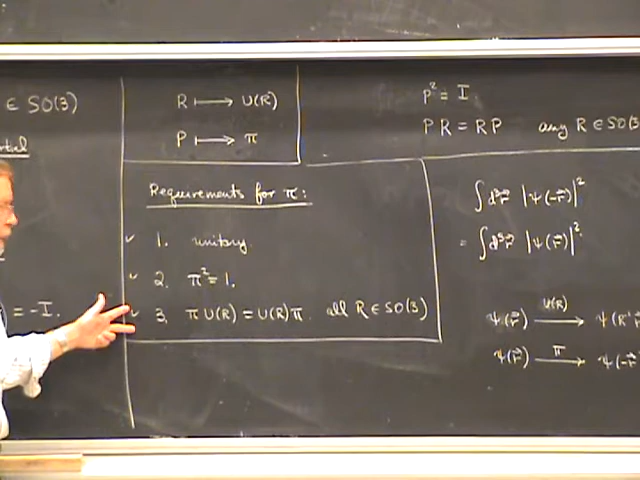 ∈ SO(3)
= -I.
R ⟼ U(R)
P ⟼ π
Requirements for π:
✓ 1. unitary
✓ 2. π² = 1.
✓ 3. π U(R) = U(R) π. all R ∈ SO(3)
P² = I
PR = RP any R ∈ SO(3
∫d³r⃗ |ψ(-r⃗)|²
= ∫d³r⃗ |ψ(r⃗)|²
ψ(r⃗) —U(R)→ ψ(R⁻¹r⃗
ψ(r⃗) —π→ ψ(-r⃗